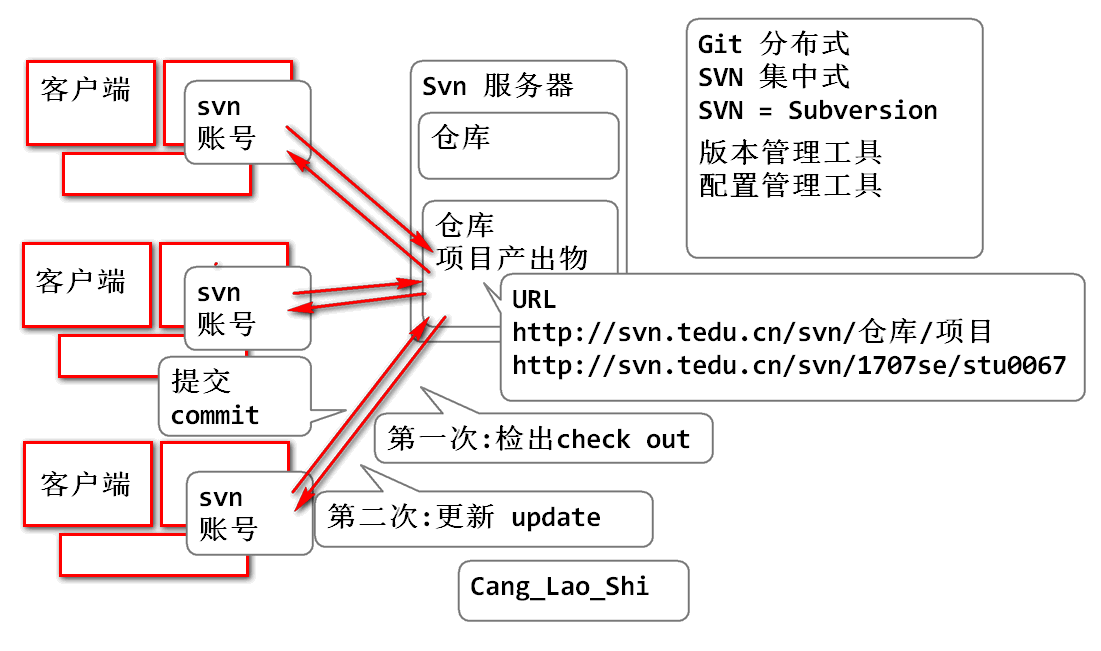 客户端
svn
账号
Svn 服务器
仓库
仓库
项目产出物
Git 分布式
SVN 集中式
SVN = Subversion
版本管理工具
配置管理工具
客户端
svn
账号
URL
http://svn.tedu.cn/svn/仓库/项目
http://svn.tedu.cn/svn/1707se/stu0067
提交
commit
第一次:检出check out
客户端
svn
账号
第二次:更新 update
Cang_Lao_Shi